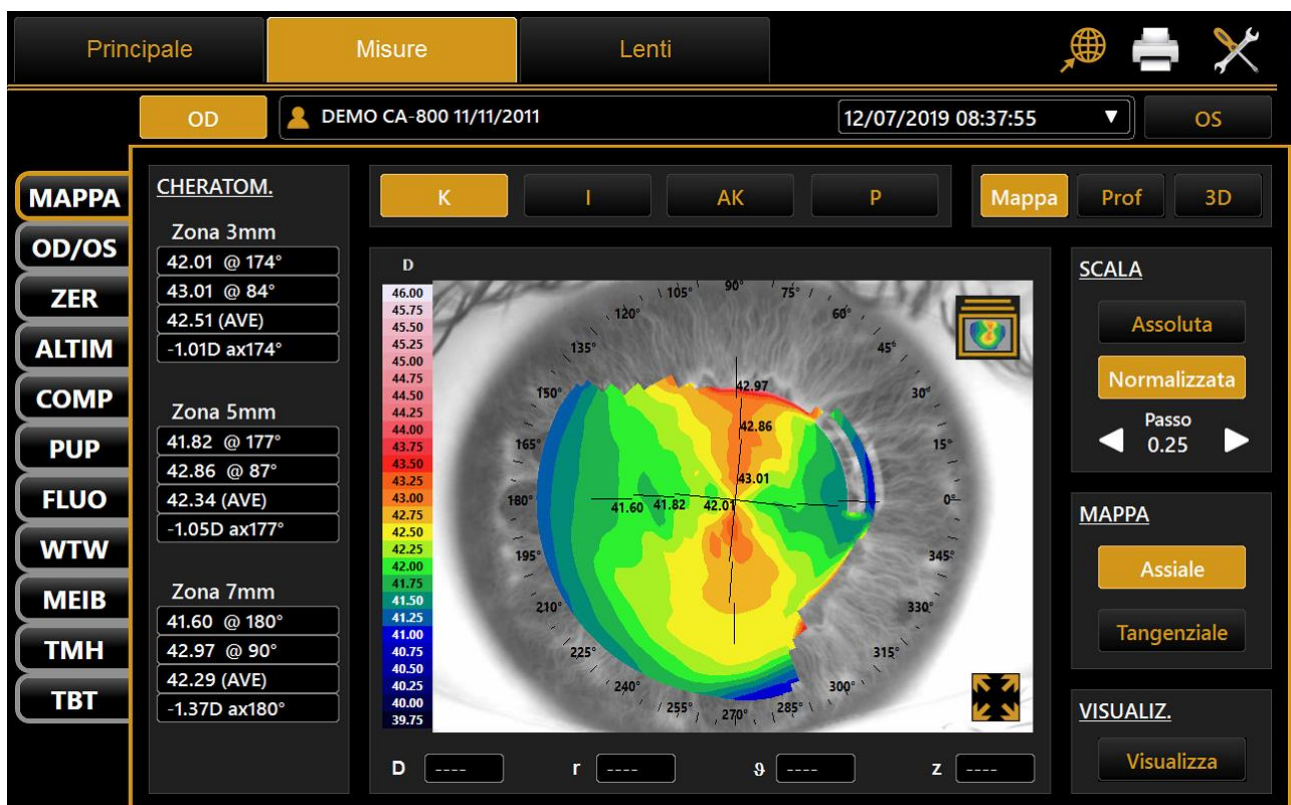 Principale Misure Lenti
OD DEMO CA-800 11/11/2011 12/07/2019 08:37:55 OS
MAPPA
OD/OS
ZER
ALTIM
COMP
PUP
FLUO
WTW
MEIB
TMH
TBT
CHERATOM.
Zona 3mm
42.01 @ 174°
43.01 @ 84°
42.51 (AVE)
-1.01D ax174°
Zona 5mm
41.82 @ 177°
42.86 @ 87°
42.34 (AVE)
-1.05D ax177°
Zona 7mm
41.60 @ 180°
42.97 @ 90°
42.29 (AVE)
-1.37D ax180°
K I AK P
Mappa Prof 3D
D
46.00
45.75
45.50
45.25
45.00
44.75
44.50
44.25
44.00
43.75
43.50
43.25
43.00
42.75
42.50
42.25
42.00
41.75
41.50
41.25
41.00
40.75
40.50
40.25
40.00
39.75
105° 90° 75°
120° 60°
135° 45°
150° 42.97 30°
42.86
165° 15°
43.01
180° 41.60 41.82 42.01 0°
195° 345°
210° 330°
225° 315°
240° 300°
255° 270° 285°
D ---- r ---- ϑ ---- z ----
SCALA
Assoluta
Normalizzata
Passo
0.25
MAPPA
Assiale
Tangenziale
VISUALIZ.
Visualizza